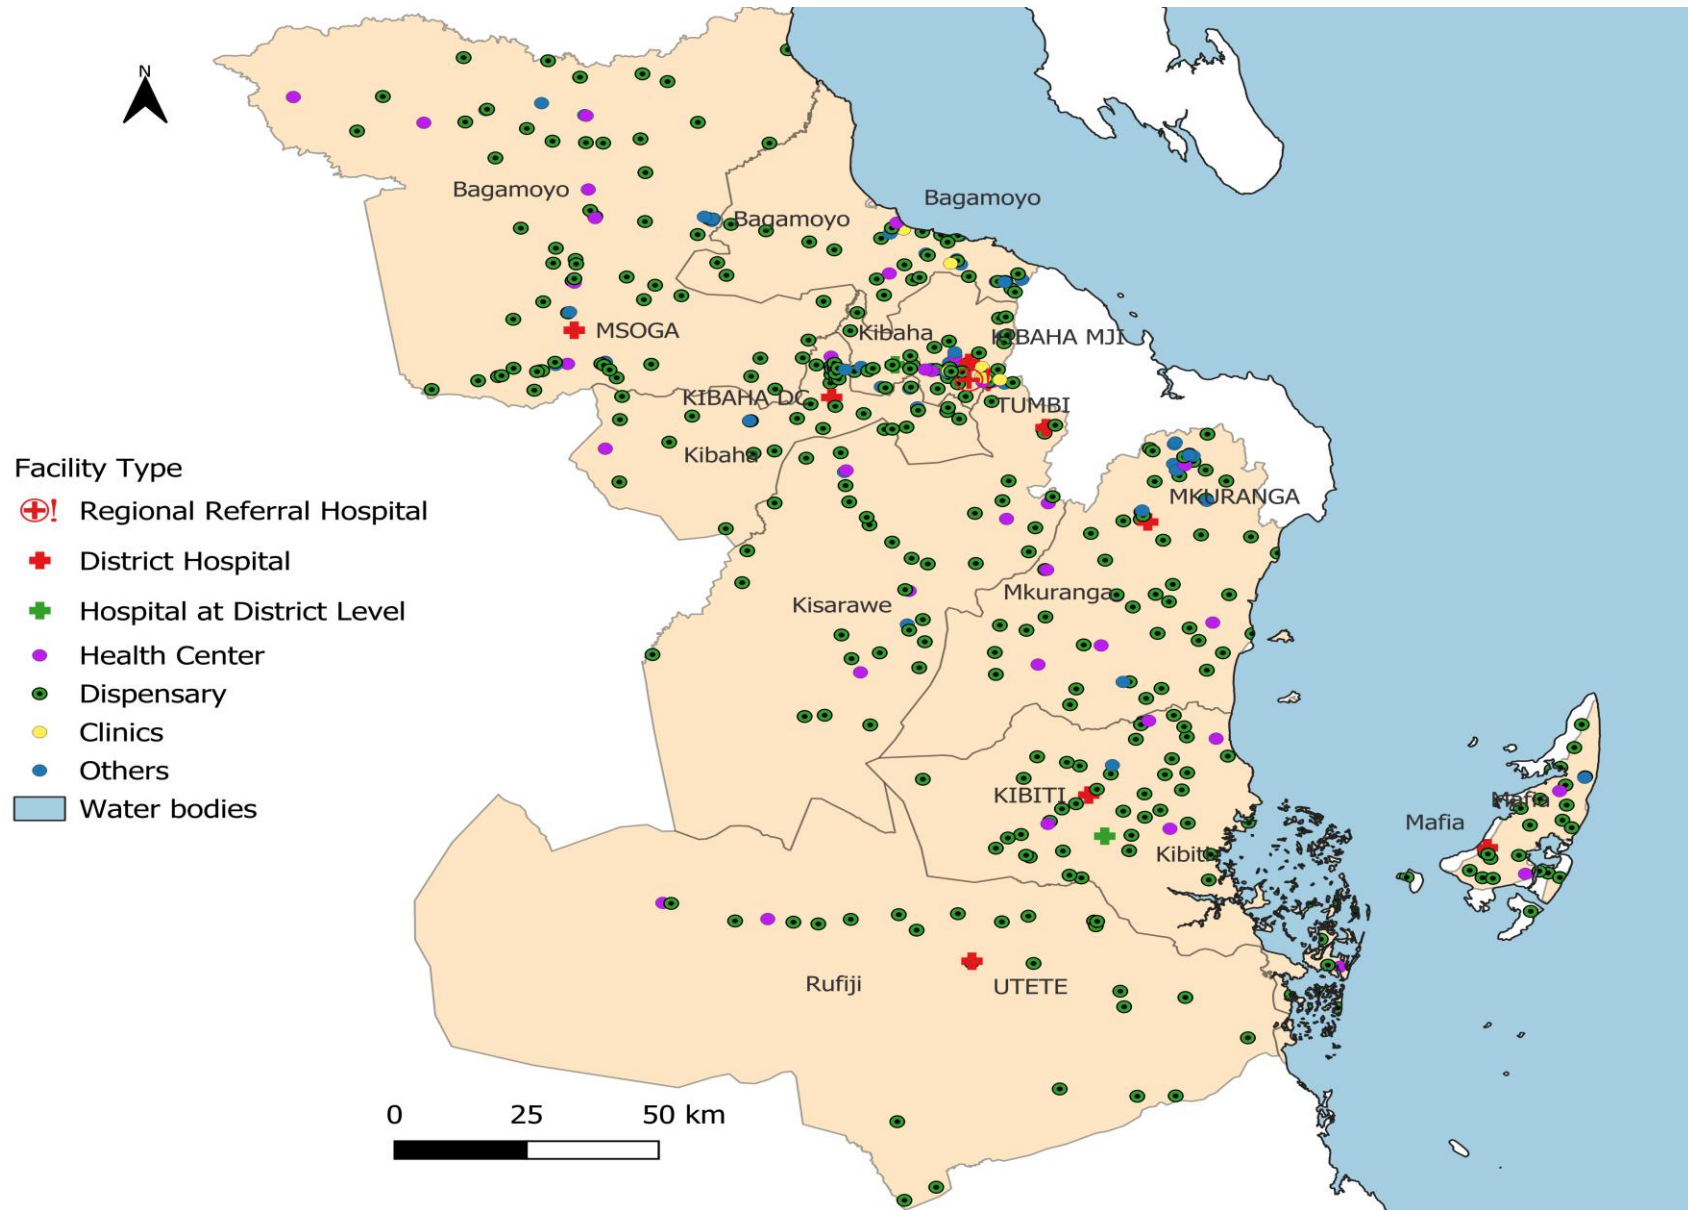 N
Bagamoyo
Bagamoyo
Bagamoyo
MSOGA
Kibaha
KIBAHA MJI
KIBAHA DC
TUMBI
Kibaha
MKURANGA
Facility Type
Regional Referral Hospital
District Hospital
Hospital at District Level
Health Center
Dispensary
Clinics
Others
Water bodies
Kisarawe
Mkuranga
KIBITI
Kibiti
Mafia
Mafia
Rufiji
UTETE
0 25 50 km